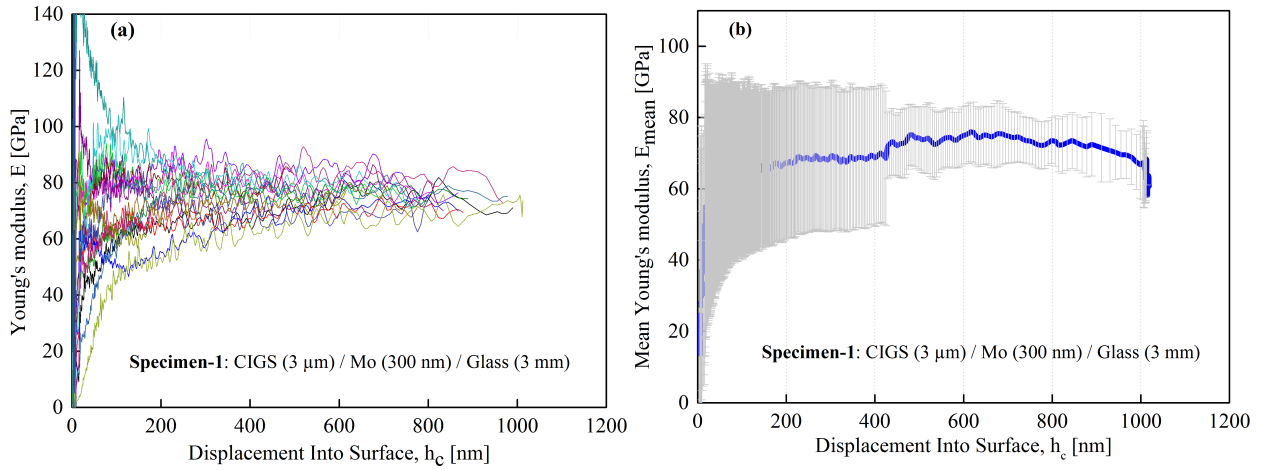 (a)
Young's modulus, E [GPa]
140
120
100
80
60
40
20
0
Specimen-1: CIGS (3 µm) / Mo (300 nm) / Glass (3 mm)
0 200 400 600 800 1000 1200
Displacement Into Surface, hC [nm]
(b)
Mean Young's modulus, Emean [GPa]
100
80
60
40
20
0
Specimen-1: CIGS (3 µm) / Mo (300 nm) / Glass (3 mm)
0 200 400 600 800 1000 1200
Displacement Into Surface, hc [nm]